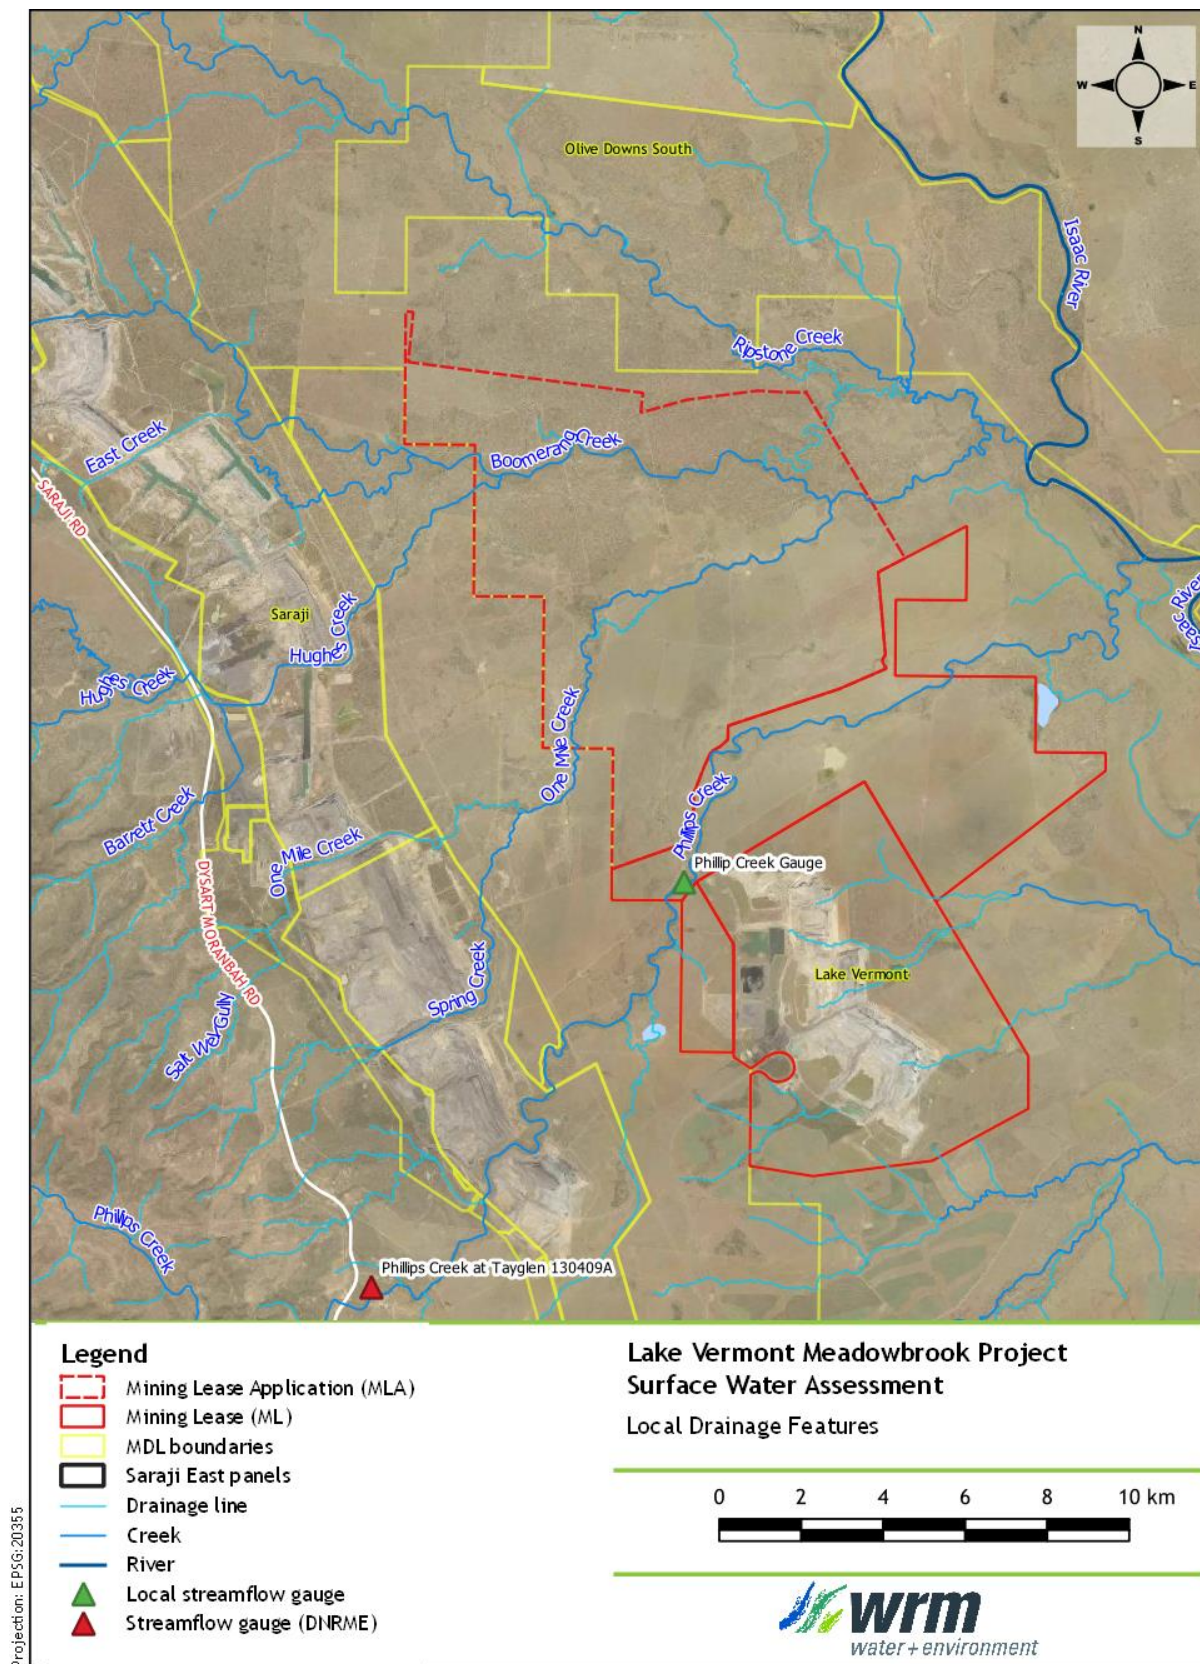 N
W
E
S
Olive Downs South
Isaac River
Ripstone Creek
Boomerang Creek
East Creek
SARAJI RD
Saraji
Hughes Creek
Hughes Creek
Isaac River
Isaac River
One Mile Creek
Barrett Creek
One Mile Creek
Phillips Creek
Phillip Creek Gauge
DYSART MORANBAH RD
Lake Vermont
Spring Creek
Phillips Creek
Phillips Creek at Tayglen 130409A
Legend
Mining Lease Application (MLA)
Mining Lease (ML)
MDL boundaries
Saraji East panels
Drainage line
Creek
River
Local streamflow gauge
Streamflow gauge (DNRME)
Lake Vermont Meadowbrook Project
Surface Water Assessment
Local Drainage Features
0 2 4 6 8 10 km
wrm
water+environment
Projection: EPSG:20355